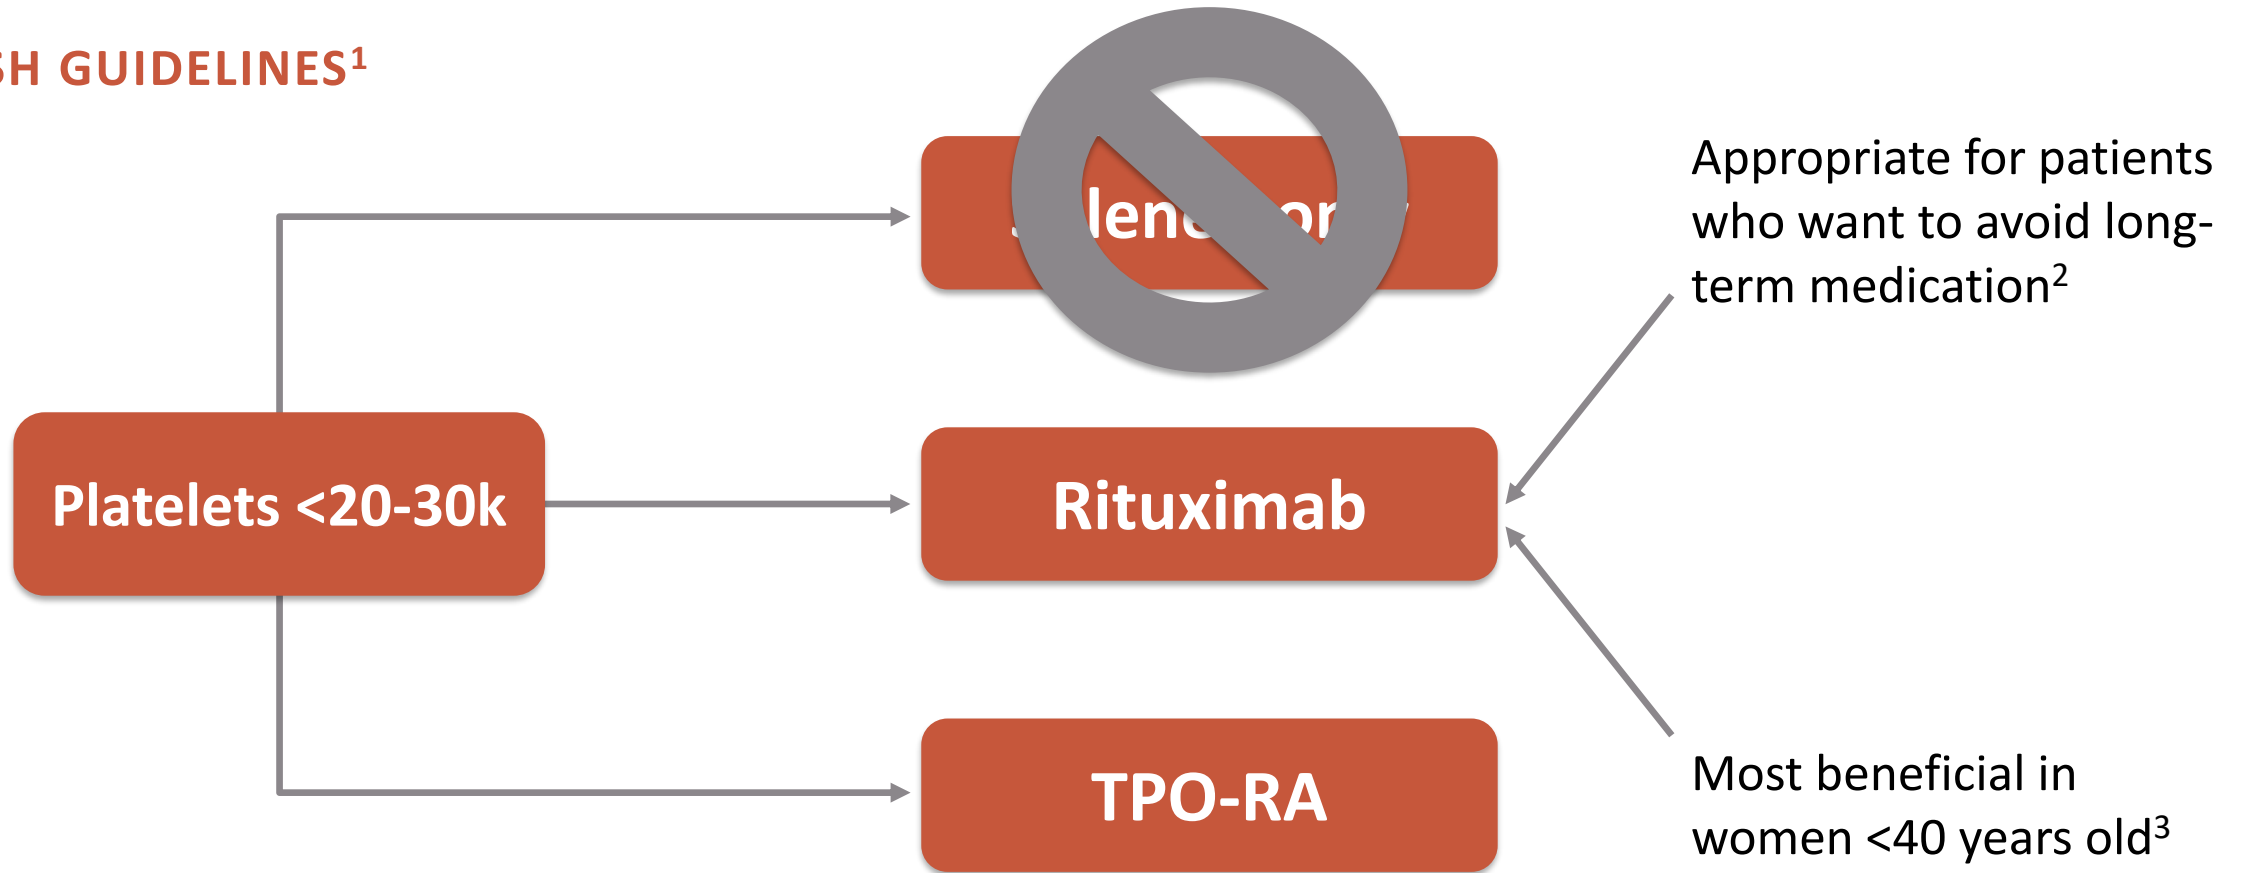 SH GUIDELINES¹
Appropriate for patients
who want to avoid long-
term medication²
Platelets <20-30k
Rituximab
TPO-RA
Most beneficial in
women <40 years old³